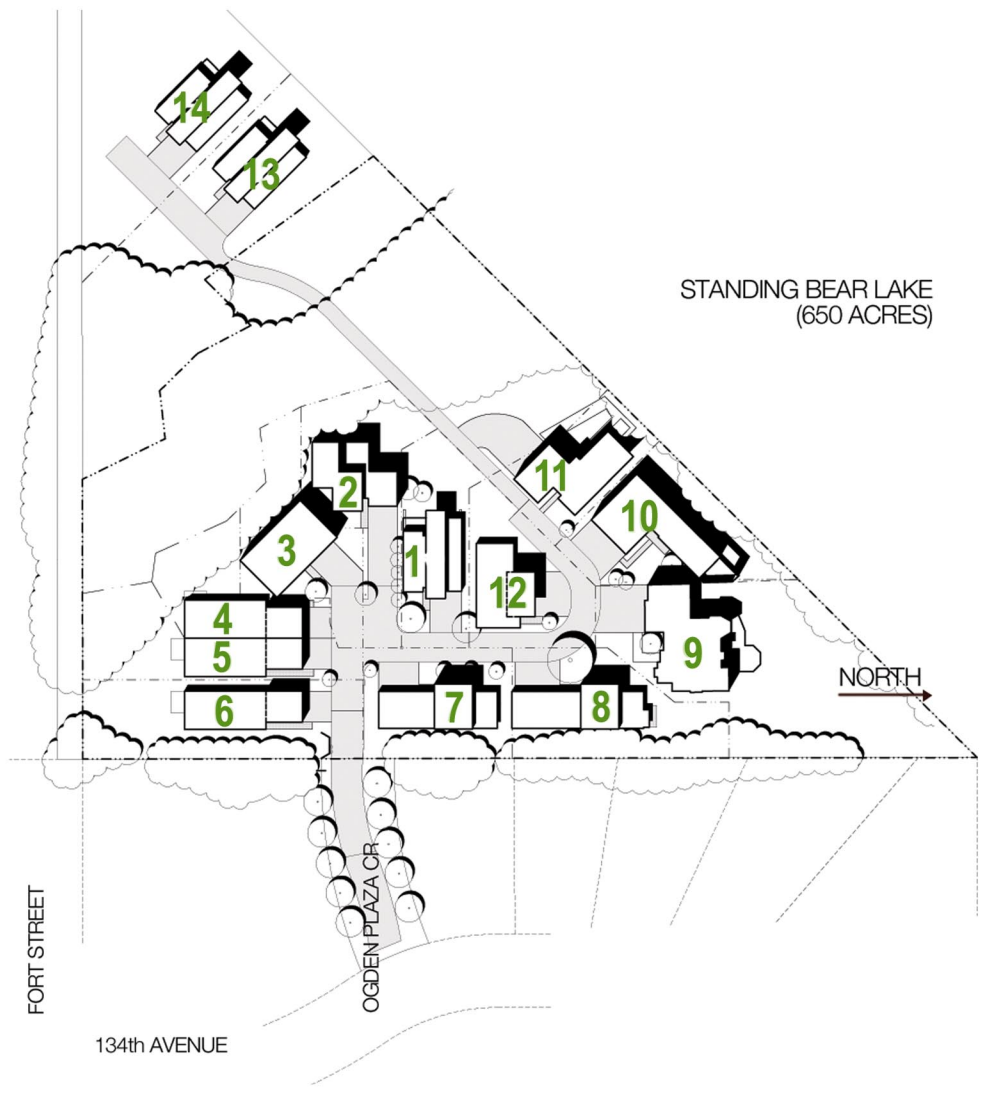 14
13
STANDING BEAR LAKE
(650 ACRES)
11
2
10
3
1
12
4
5
9
NORTH
6
7
8
OGDEN PLAZA CR
FORT STREET
134th AVENUE